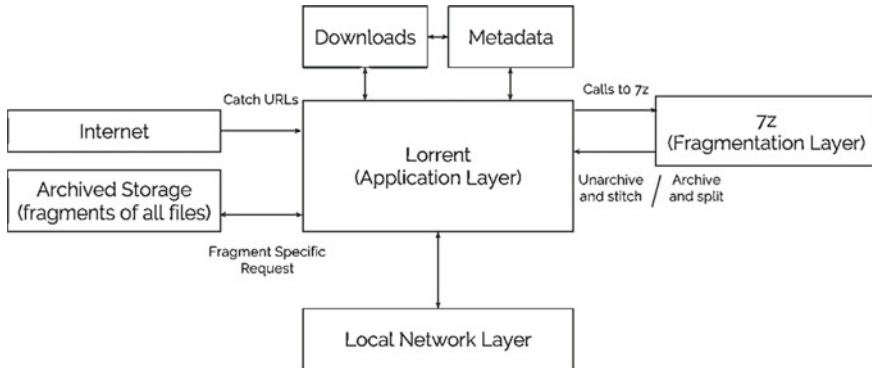 Downloads
Metadata
Catch URLs
Calls to 7z
Internet
Lorrent
(Application Layer)
7z
(Fragmentation Layer)
Archived Storage
(fragments of all files)
Unarchive
and stitch
/
Archive
and split
Fragment Specific
Request
Local Network Layer